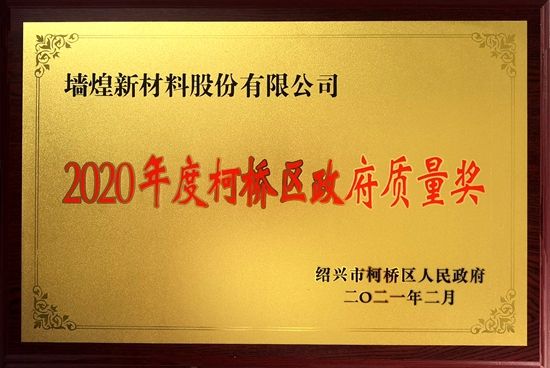 墙煌新材料股份有限公司
2020年度柯桥区政府质量奖
绍兴市柯桥区人民政府
二〇二一年二月